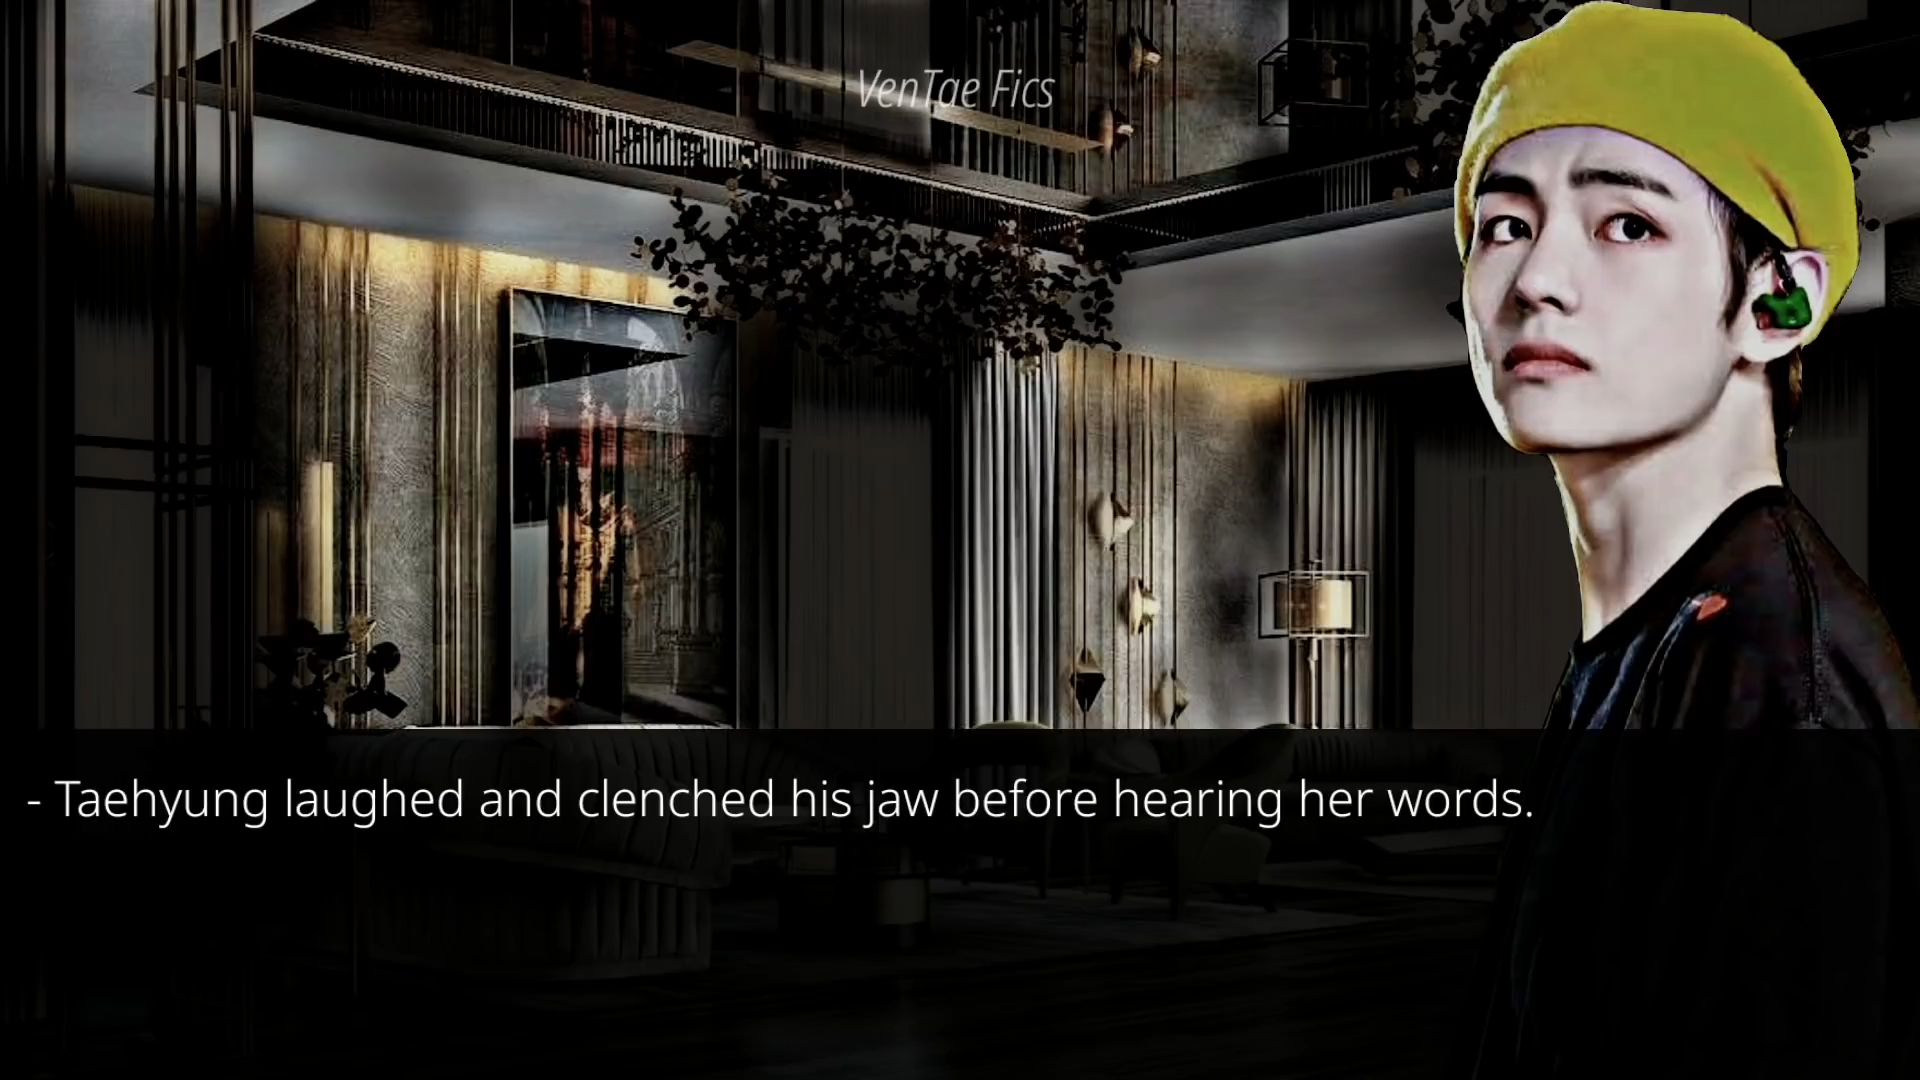 VenTae Fics
- Taehyung laughed and clenched his jaw before hearing her words.